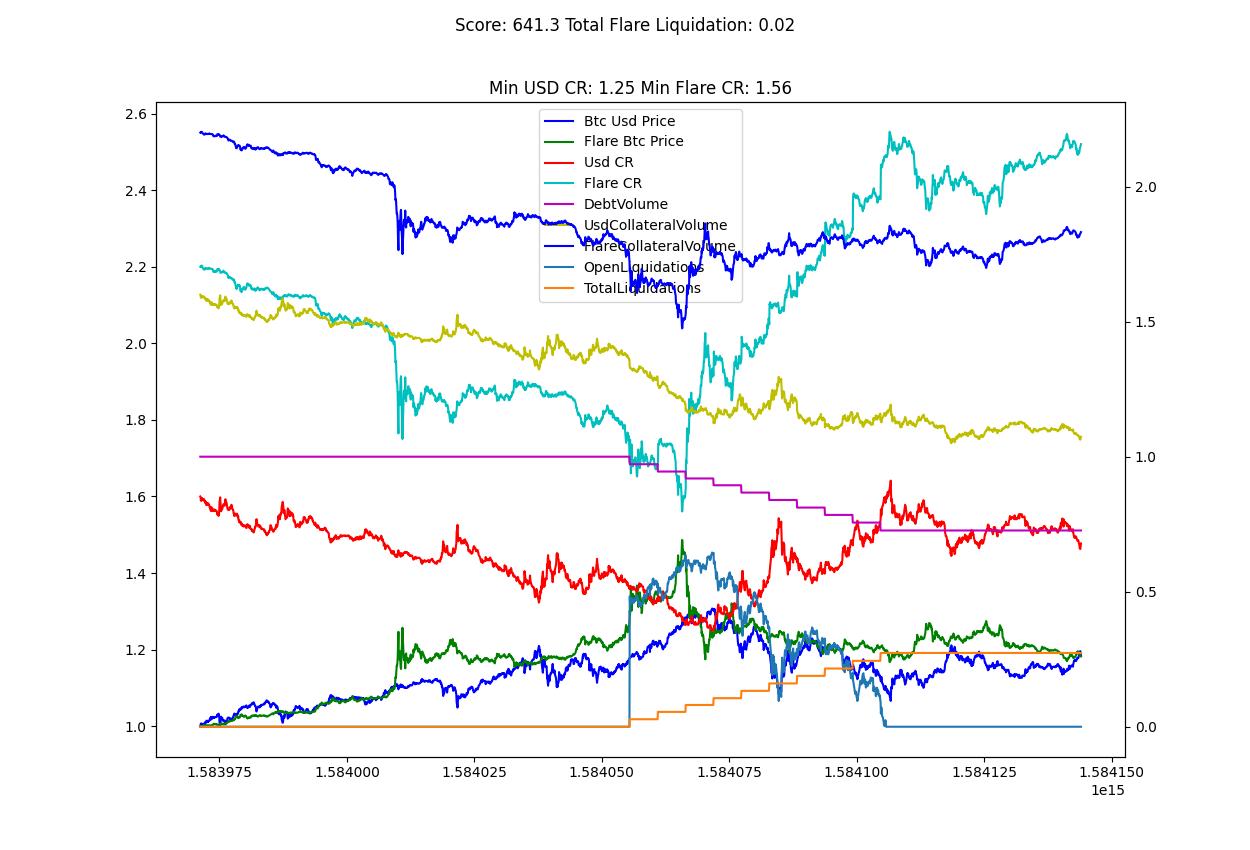 Score: 641.3 Total Flare Liquidation: 0.02
Min USD CR: 1.25 Min Flare CR: 1.56
2.6
2.4
2.2
2.0
1.8
1.6
1.4
1.2
1.0
Btc Usd Price
Flare Btc Price
Usd CR
Flare CR
DebtVolume
UsdCollateralVolume
FlareCollateralVolume
OpenLiquidations
TotalLiquidations
2.0
1.5
1.0
0.5
0.0
1.583975 1.584000 1.584025 1.584050 1.584075 1.584100 1.584125 1.584150
1e15